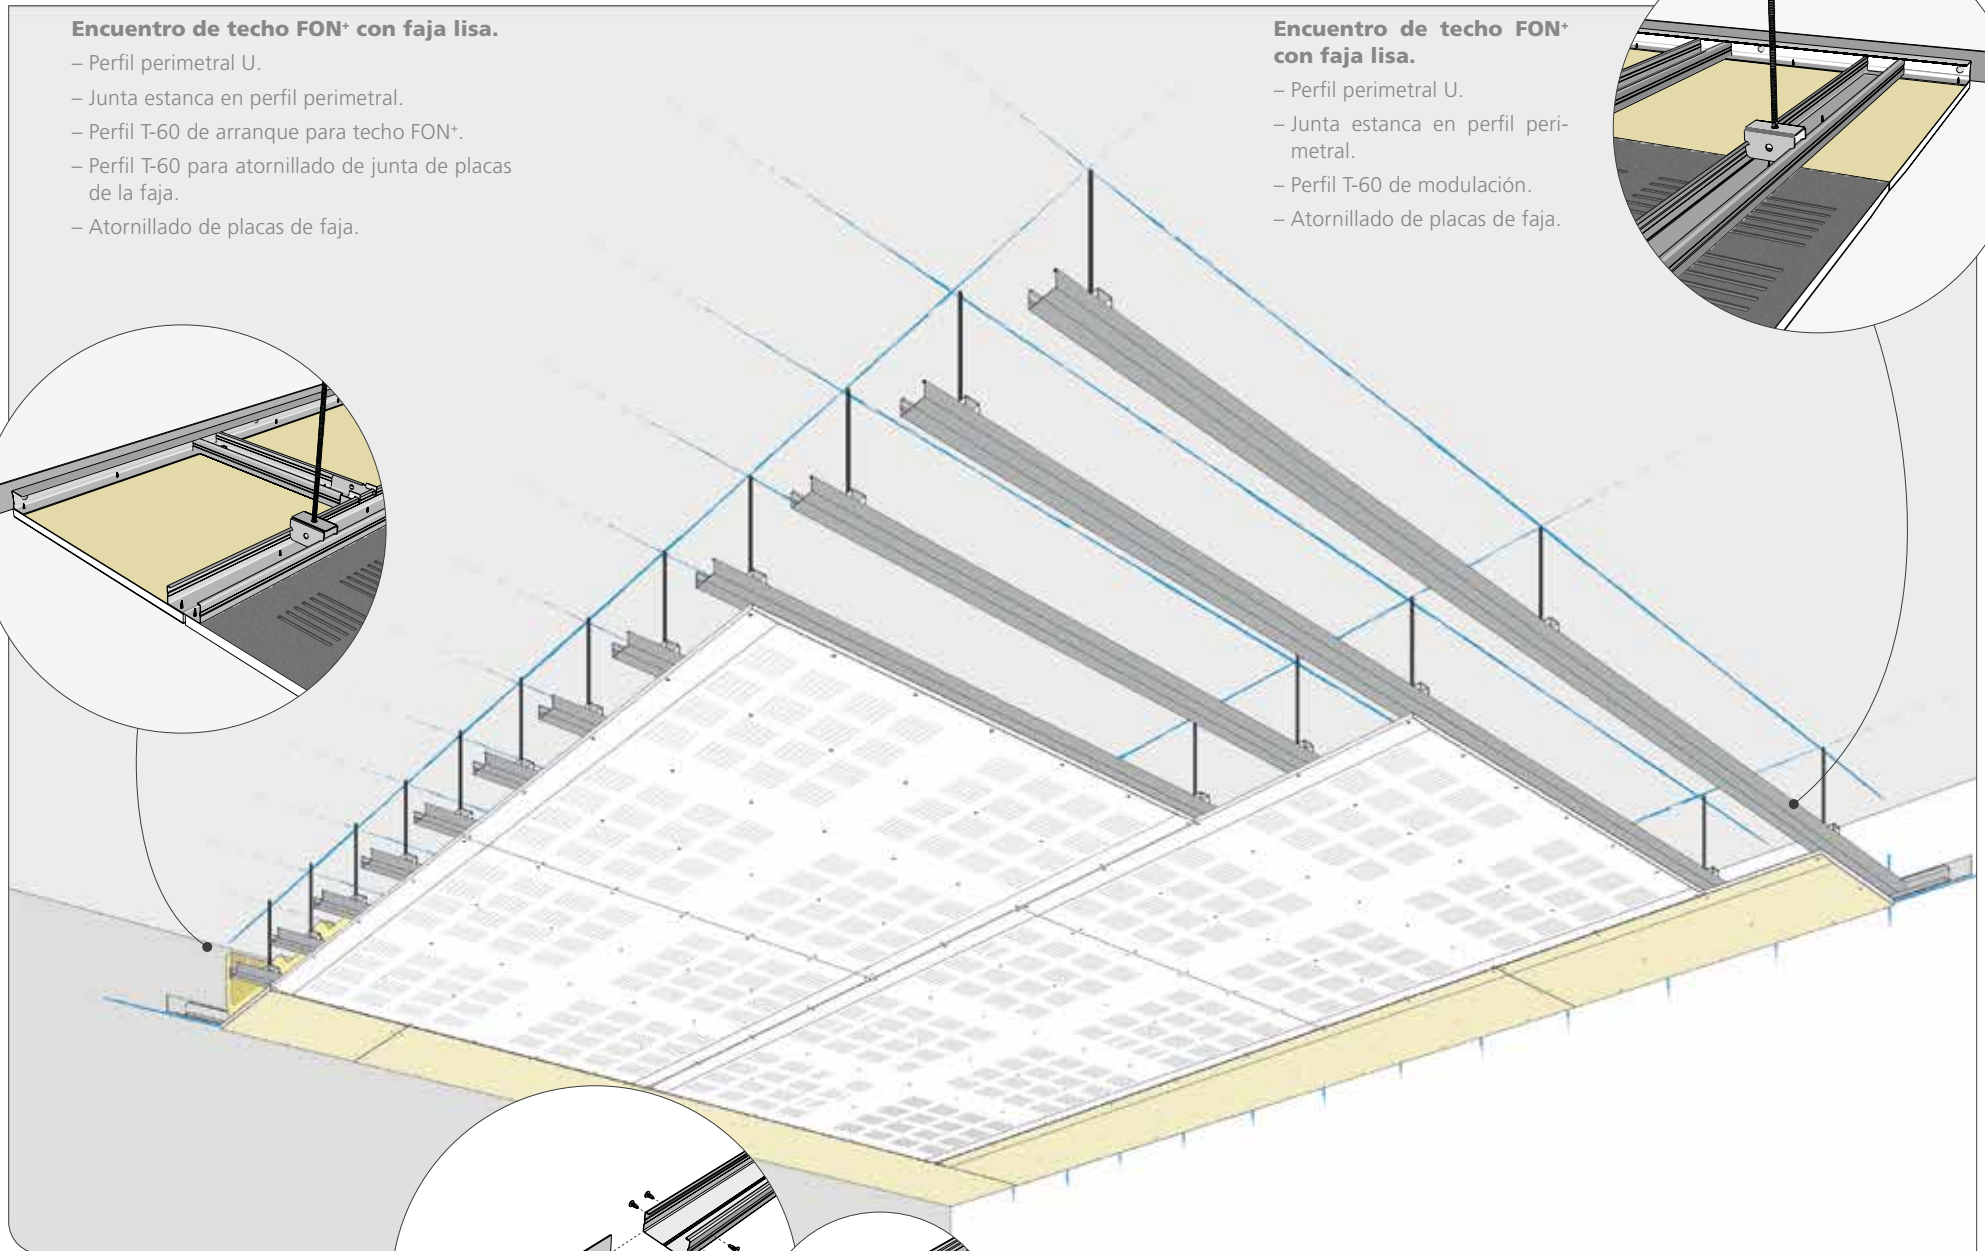 Encuentro de techo FON⁺ con faja lisa.
– Perfil perimetral U.
– Junta estanca en perfil perimetral.
– Perfil T-60 de arranque para techo FON⁺.
– Perfil T-60 para atornillado de junta de placas
de la faja.
– Atornillado de placas de faja.
Encuentro de techo FON⁺
con faja lisa.
– Perfil perimetral U.
– Junta estanca en perfil peri-
metral.
– Perfil T-60 de modulación.
– Atornillado de placas de faja.